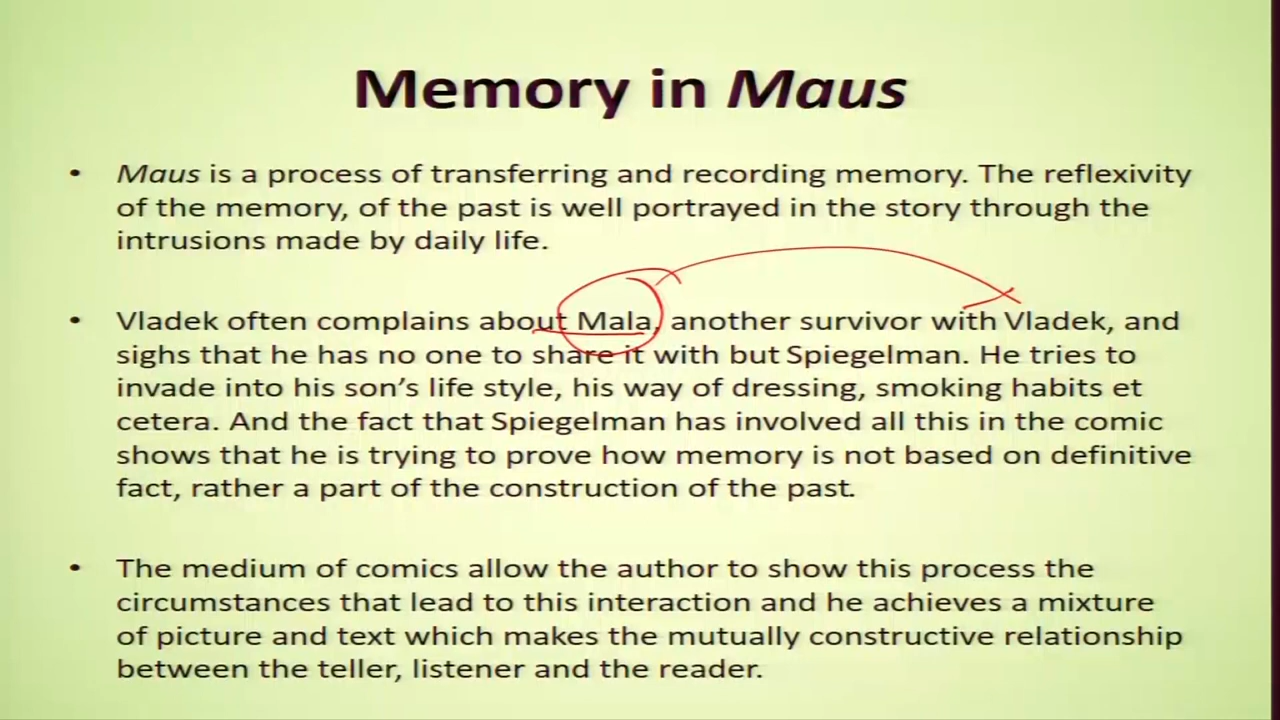 Memory in Maus
• Maus is a process of transferring and recording memory. The reflexivity
of the memory, of the past is well portrayed in the story through the
intrusions made by daily life.
• Vladek often complains about Mala, another survivor with Vladek, and
sighs that he has no one to share it with but Spiegelman. He tries to
invade into his son’s life style, his way of dressing, smoking habits et
cetera. And the fact that Spiegelman has involved all this in the comic
shows that he is trying to prove how memory is not based on definitive
fact, rather a part of the construction of the past.
• The medium of comics allow the author to show this process the
circumstances that lead to this interaction and he achieves a mixture
of picture and text which makes the mutually constructive relationship
between the teller, listener and the reader.